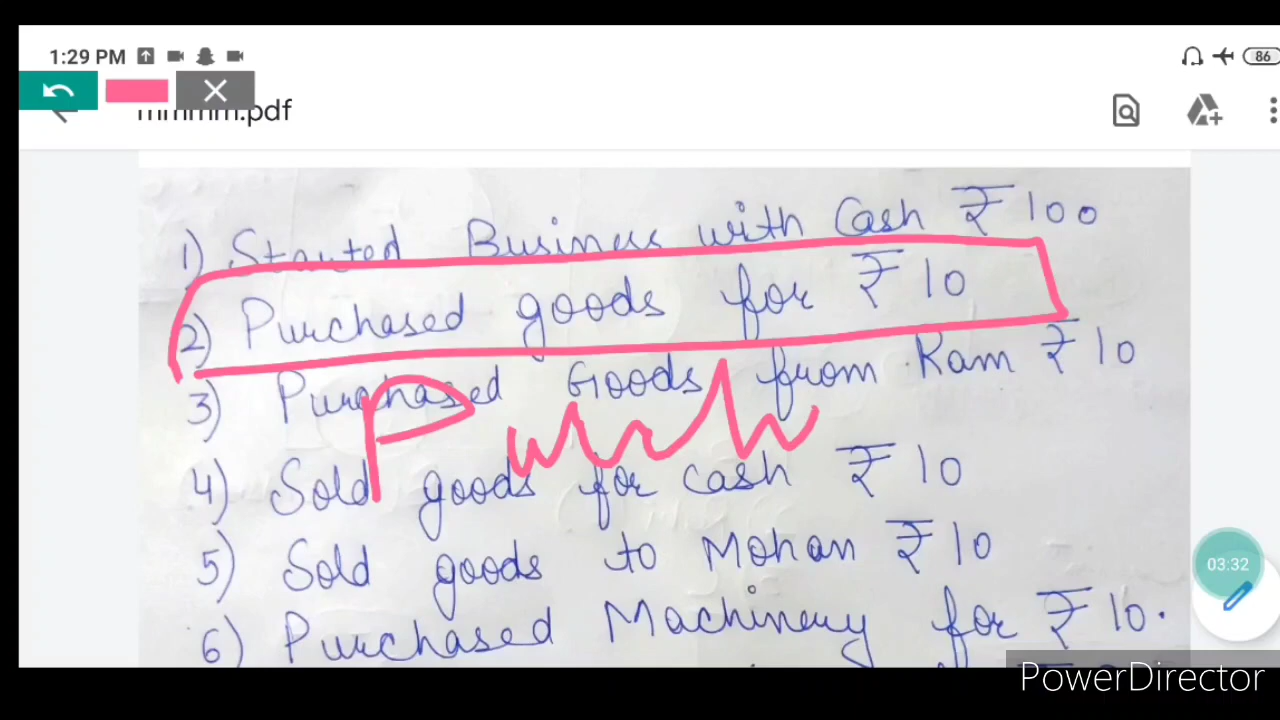 1:29 PM 86
mmmm.pdf
1) Started Business with Cash ₹ 100
2) Purchased goods for ₹ 10
3) Purchased Goods from Ram ₹ 10
4) Sold goods for cash ₹ 10
5) Sold goods to Mohan ₹ 10
6) Purchased Machinery for ₹ 10.
03:32
PowerDirector